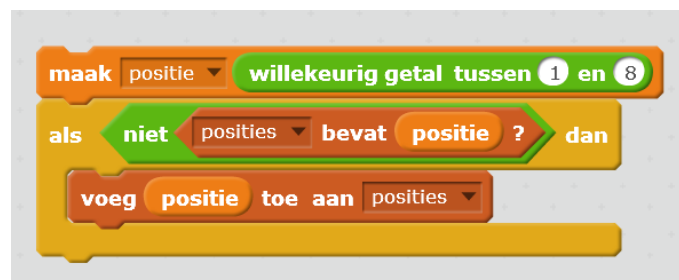 maak positie willekeurig getal tussen 1 en 8
als niet posities bevat positie ? dan
voeg positie toe aan posities